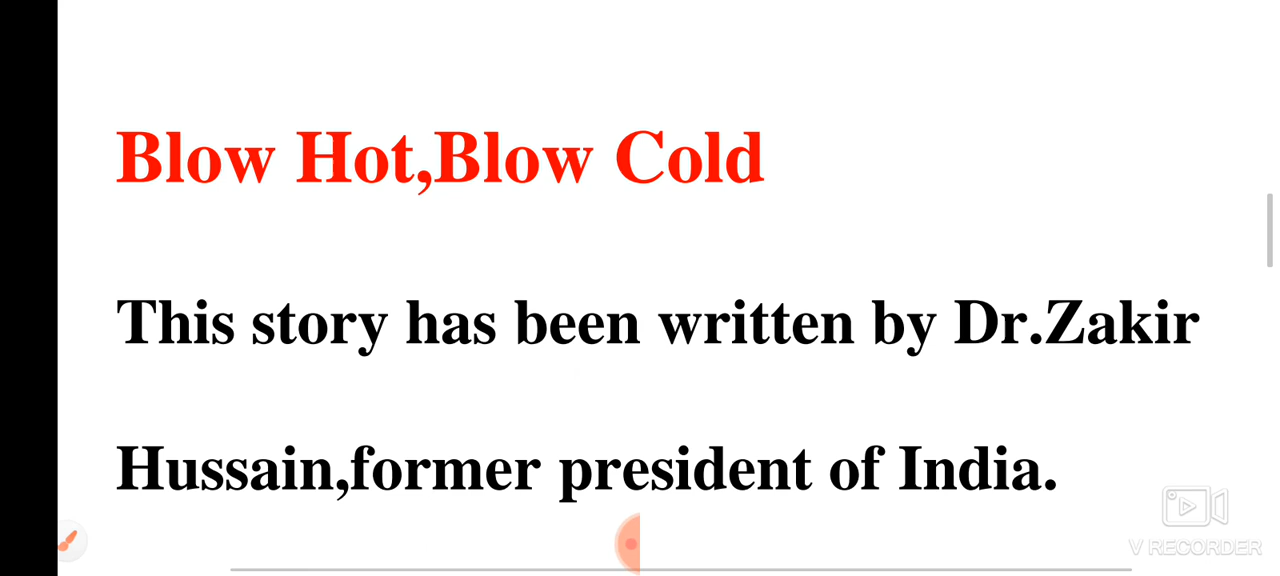 Blow Hot,Blow Cold
This story has been written by Dr.Zakir
Hussain,former president of India.
V RECORDER